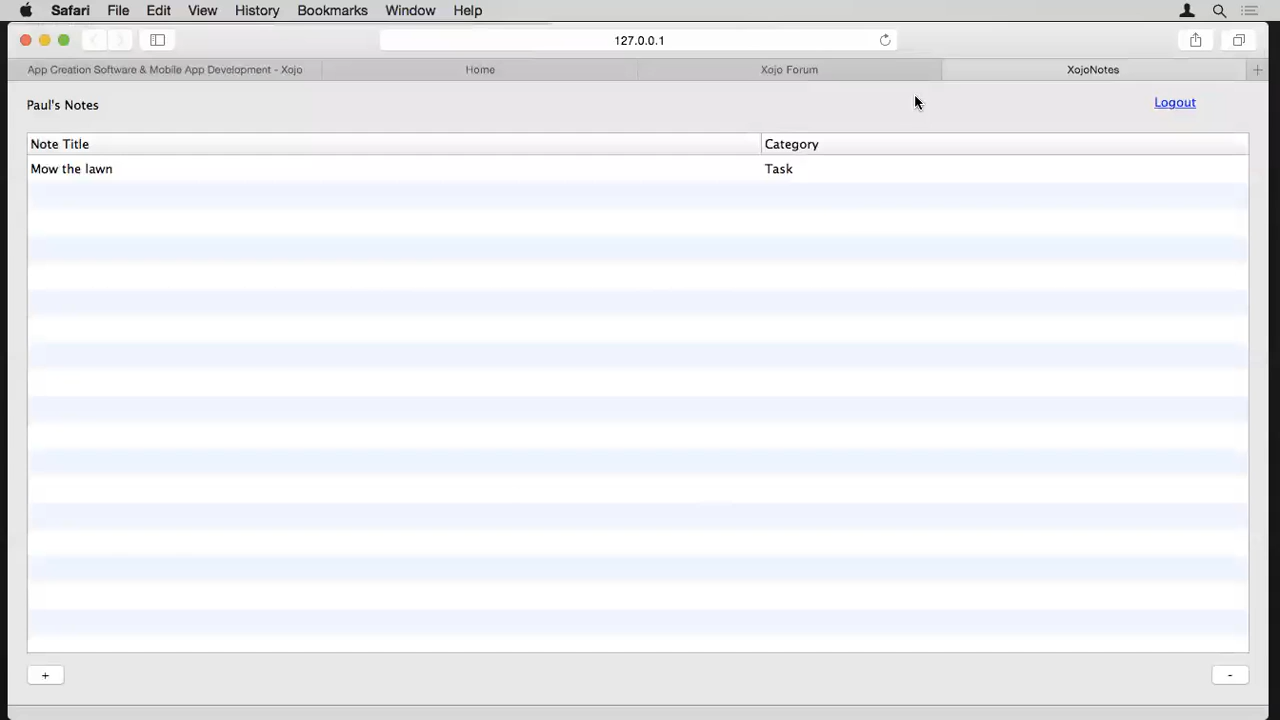 Safari File Edit View History Bookmarks Window Help
127.0.0.1
App Creation Software & Mobile App Development - Xojo Home Xojo Forum XojoNotes +
Paul's Notes Logout
Note Title Category
Mow the lawn Task
+ -